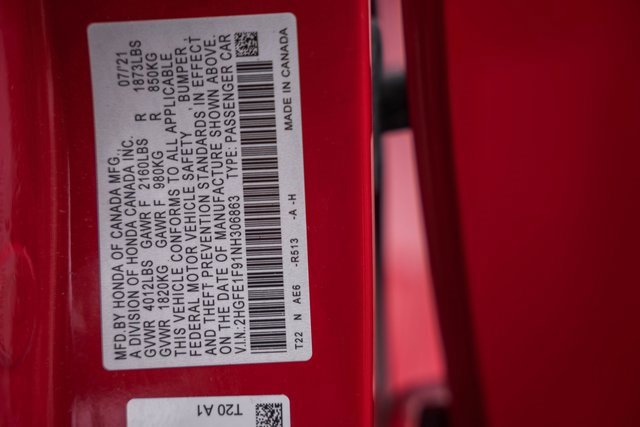 MFD.BY HONDA OF CANADA MFG., 07/'21
A DIVISION OF HONDA CANADA INC.
GVWR 4012LBS GAWR F 2160LBS R 1873LBS
GVWR 1820KG GAWR F 980KG R 850KG
THIS VEHICLE CONFORMS TO ALL APPLICABLE
FEDERAL MOTOR VEHICLE SAFETY, BUMPER,
AND THEFT PREVENTION STANDARDS IN EFFECT
ON THE DATE OF MANUFACTURE SHOWN ABOVE.
V.I.N:2HGFE1F91NH306863 TYPE: PASSENGER CAR
T22 N AE6 -R513 -A -H MADE IN CANADA
T20 A1